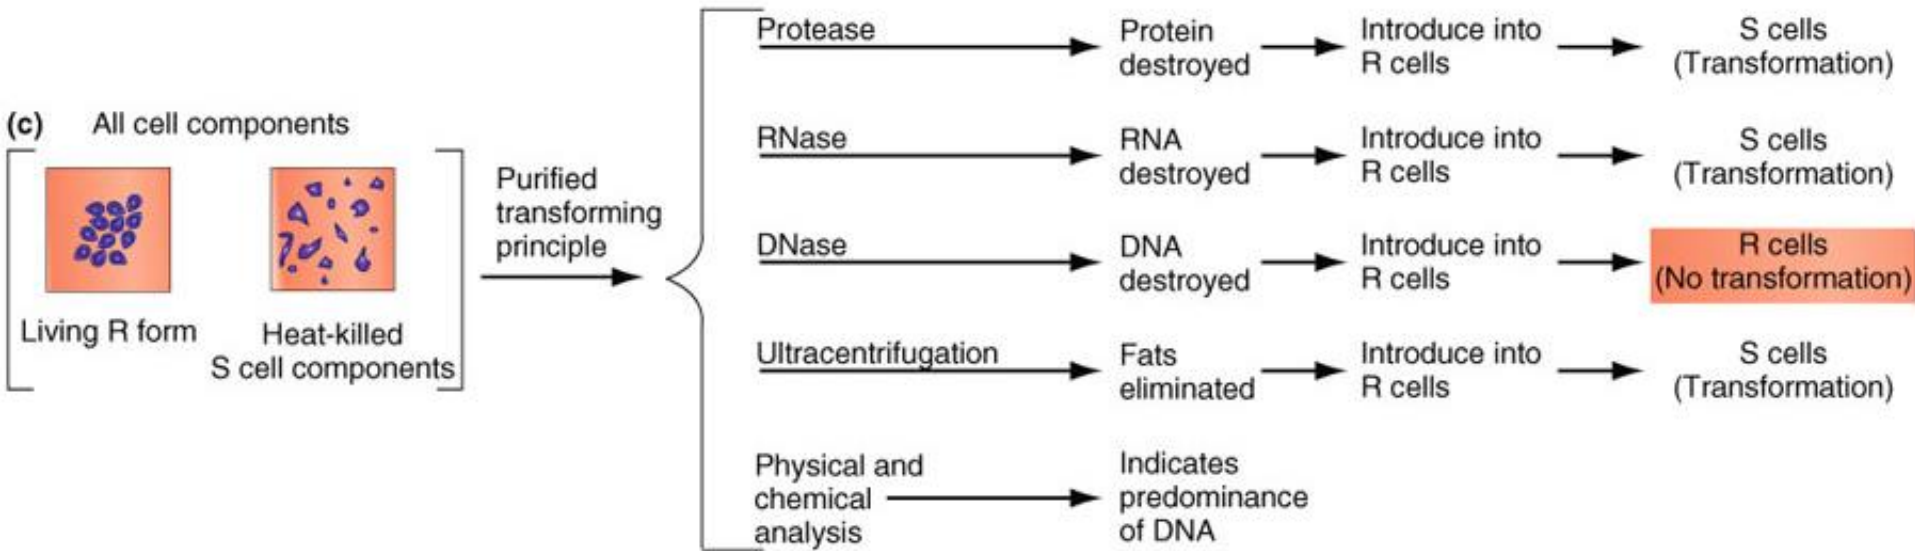 (c) All cell components
Living R form
Heat-killed
S cell components
Purified
transforming
principle
Protease
Protein
destroyed
Introduce into
R cells
S cells
(Transformation)
RNase
RNA
destroyed
Introduce into
R cells
S cells
(Transformation)
DNase
DNA
destroyed
Introduce into
R cells
R cells
(No transformation)
Ultracentrifugation
Fats
eliminated
Introduce into
R cells
S cells
(Transformation)
Physical and
chemical
analysis
Indicates
predominance
of DNA